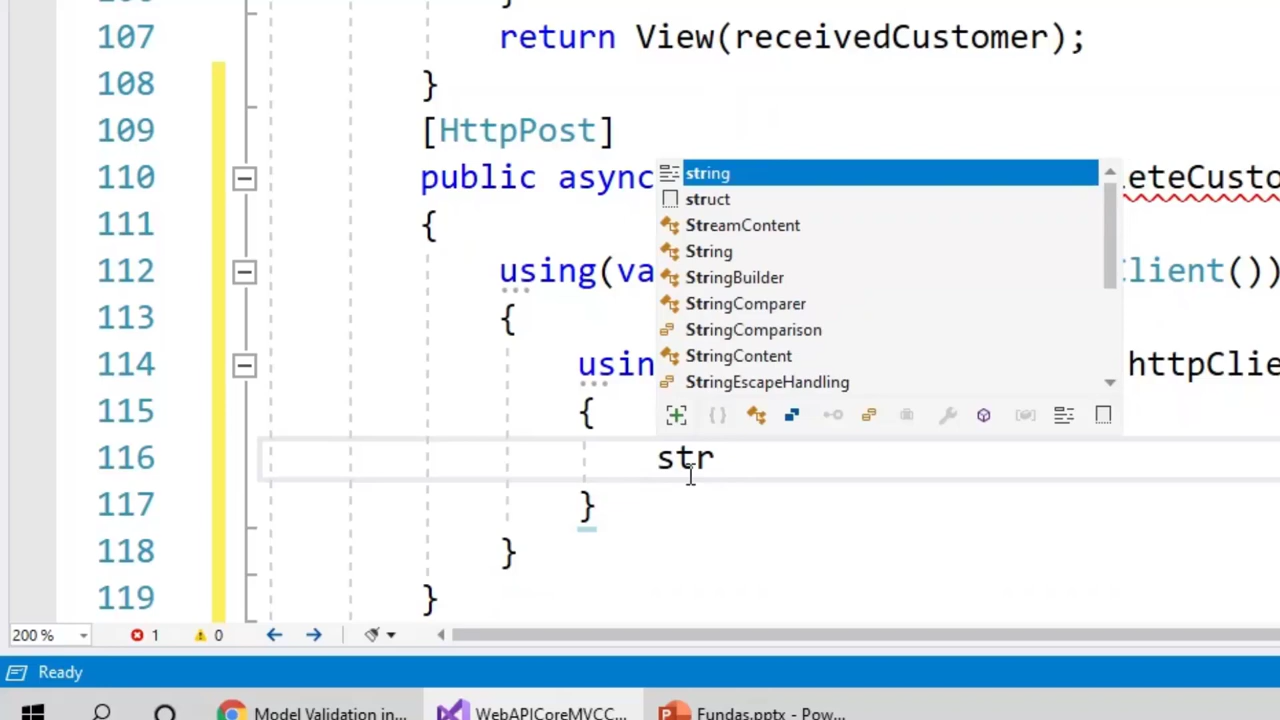 107 return View(receivedCustomer);
108 }
109 [HttpPost]
110 public async leteCusto
111 {
112 using(va Client())
113 {
114 usin httpClie
115 {
116 str
117 }
118 }
119 }
string
struct
StreamContent
String
StringBuilder
StringComparer
StringComparison
StringContent
StringEscapeHandling
200 % 1 0
Ready
Model Validation in... WebAPICoreMVCC... Fundas.pptx - Pow...